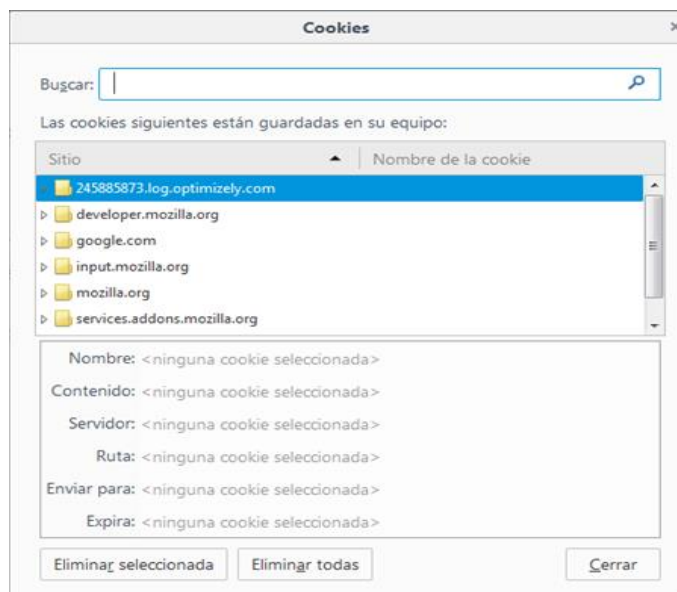 Cookies
Buscar:
Las cookies siguientes están guardadas en su equipo:
Sitio Nombre de la cookie
245885873.log.optimizely.com
developer.mozilla.org
google.com
input.mozilla.org
mozilla.org
services.addons.mozilla.org
Nombre: <ninguna cookie seleccionada>
Contenido: <ninguna cookie seleccionada>
Servidor: <ninguna cookie seleccionada>
Ruta: <ninguna cookie seleccionada>
Enviar para: <ninguna cookie seleccionada>
Expira: <ninguna cookie seleccionada>
Eliminar seleccionada Eliminar todas Cerrar